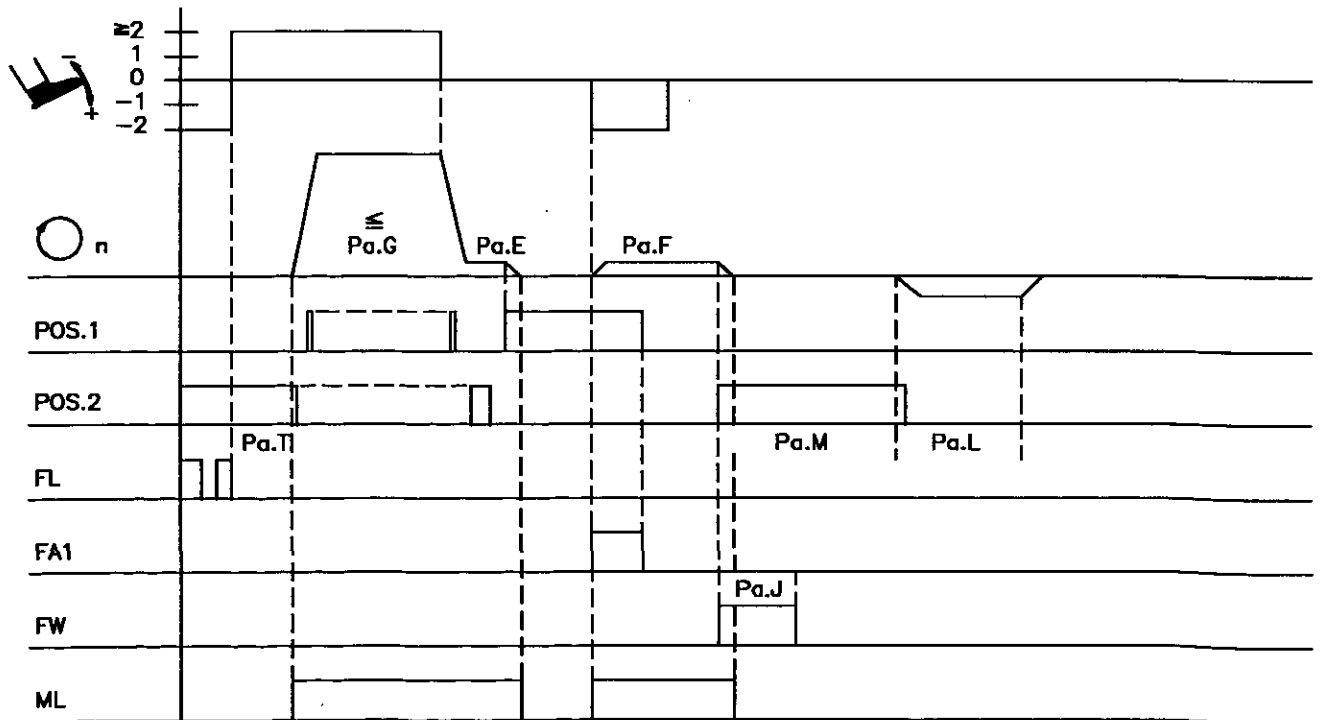 ≧2
1
0
−1
−2
−
+
n
≦
Pa.G
Pa.E
Pa.F
POS.1
POS.2
Pa.T
Pa.M
Pa.L
FL
FA1
Pa.J
FW
ML